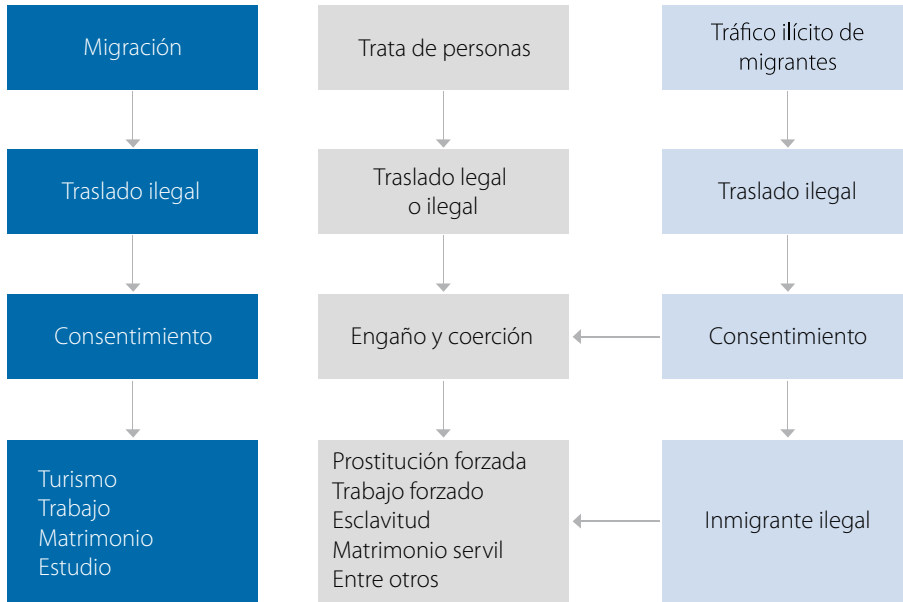 Migración
Trata de personas
Tráfico ilícito de
migrantes
Traslado ilegal
Traslado legal
o ilegal
Traslado ilegal
Consentimiento
Engaño y coerción
Consentimiento
Turismo
Trabajo
Matrimonio
Estudio
Prostitución forzada
Trabajo forzado
Esclavitud
Matrimonio servil
Entre otros
Inmigrante ilegal